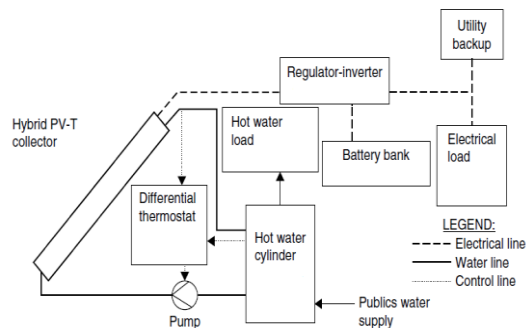 Utility
backup
Regulator-inverter
Hybrid PV-T
collector
Hot water
load
Battery bank
Electrical
load
Differential
thermostat
Hot water
cylinder
LEGEND:
Electrical line
Water line
Control line
Pump
Publics water
supply